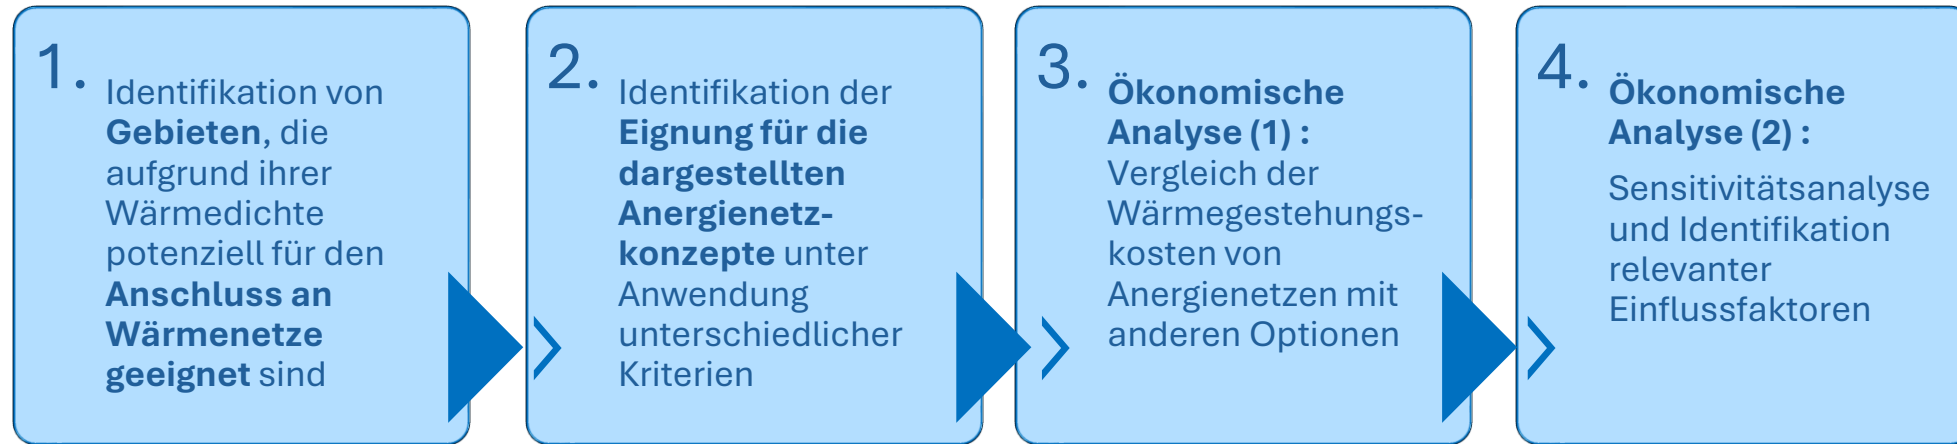 1.
Identifikation von
Gebieten, die
aufgrund ihrer
Wärmedichte
potenziell für den
Anschluss an
Wärmenetze
geeignet sind
2.
Identifikation der
Eignung für die
dargestellten
Anergienetz-
konzepte unter
Anwendung
unterschiedlicher
Kriterien
3.
Ökonomische
Analyse (1) :
Vergleich der
Wärmegestehungs-
kosten von
Anergienetzen mit
anderen Optionen
4.
Ökonomische
Analyse (2) :
Sensitivitätsanalyse
und Identifikation
relevanter
Einflussfaktoren